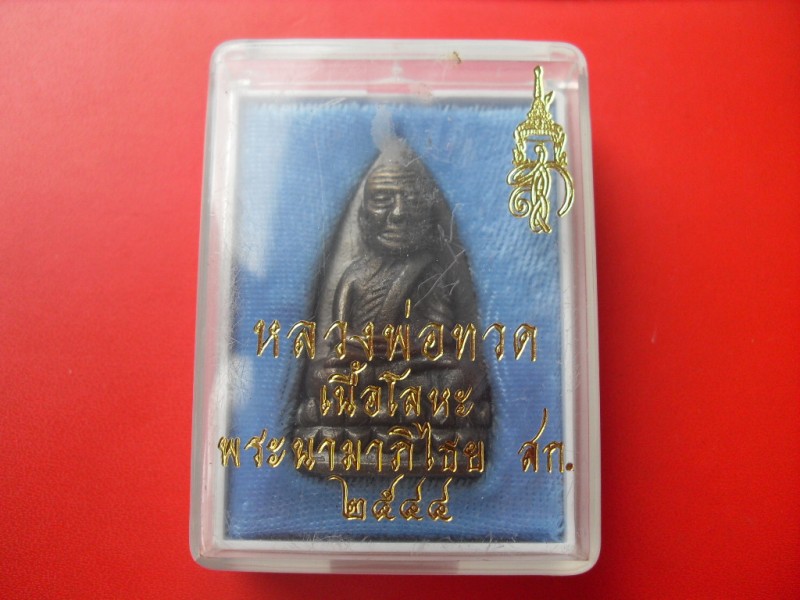 หลวงพ่อทวด
เนื้อโลหะ
พระนามาภิไธย สก.
๒๕๔๔